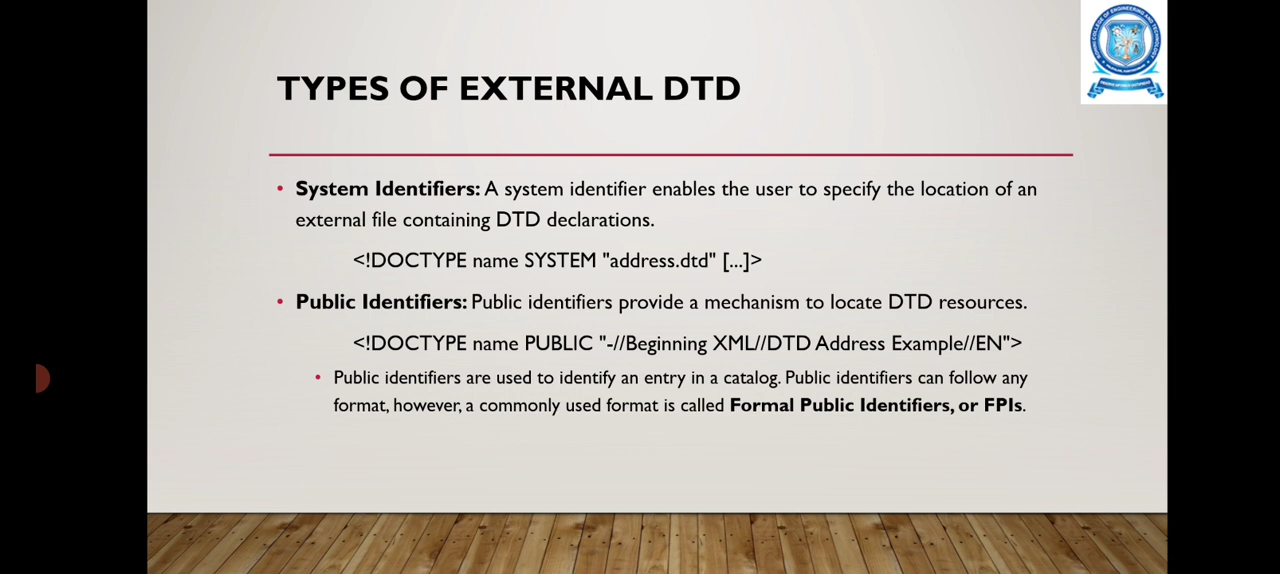 TYPES OF EXTERNAL DTD
• System Identifiers: A system identifier enables the user to specify the location of an
external file containing DTD declarations.
<!DOCTYPE name SYSTEM "address.dtd" [...]>
• Public Identifiers: Public identifiers provide a mechanism to locate DTD resources.
<!DOCTYPE name PUBLIC "-//Beginning XML//DTD Address Example//EN">
• Public identifiers are used to identify an entry in a catalog. Public identifiers can follow any
format, however, a commonly used format is called Formal Public Identifiers, or FPIs.